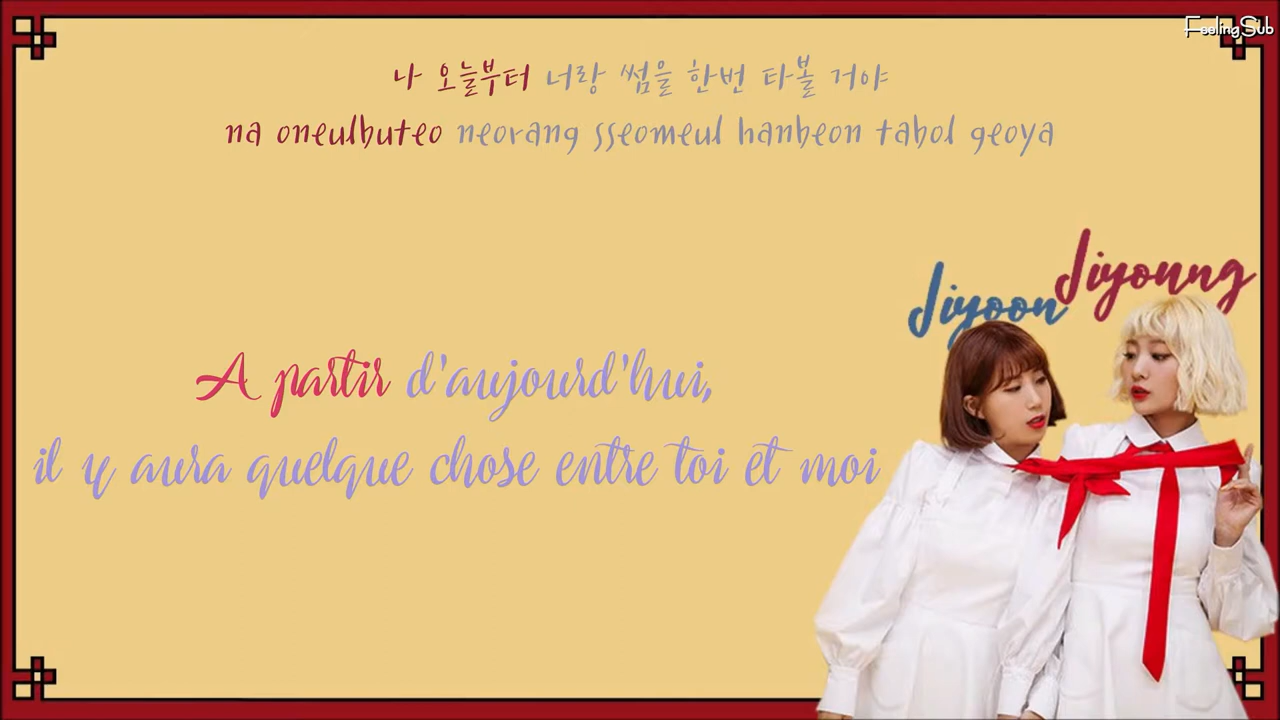 FeelingSub
나 오늘부터 너랑 썸을 한번 타볼 거야
na oneulbuteo neorang sseomeul hanbeon tabol geoya
Jiyoon
Jiyoung
A partir d'aujourd'hui,
il y aura quelque chose entre toi et moi